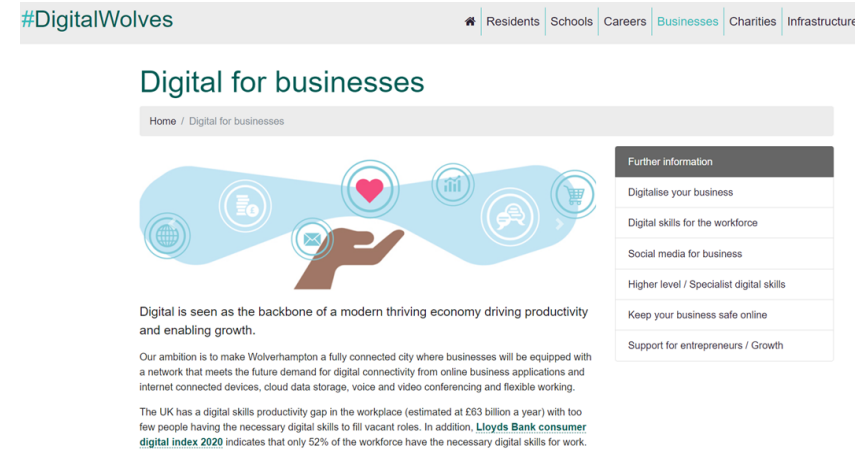 #DigitalWolves
Residents Schools Careers Businesses Charities Infrastructure
Digital for businesses
Home / Digital for businesses
Further information
Digitalise your business
Digital skills for the workforce
Social media for business
Higher level / Specialist digital skills
Keep your business safe online
Support for entrepreneurs / Growth
Digital is seen as the backbone of a modern thriving economy driving productivity
and enabling growth.
Our ambition is to make Wolverhampton a fully connected city where businesses will be equipped with
a network that meets the future demand for digital connectivity from online business applications and
internet connected devices, cloud data storage, voice and video conferencing and flexible working.
The UK has a digital skills productivity gap in the workplace (estimated at £63 billion a year) with too
few people having the necessary digital skills to fill vacant roles. In addition, Lloyds Bank consumer
digital index 2020 indicates that only 52% of the workforce have the necessary digital skills for work.